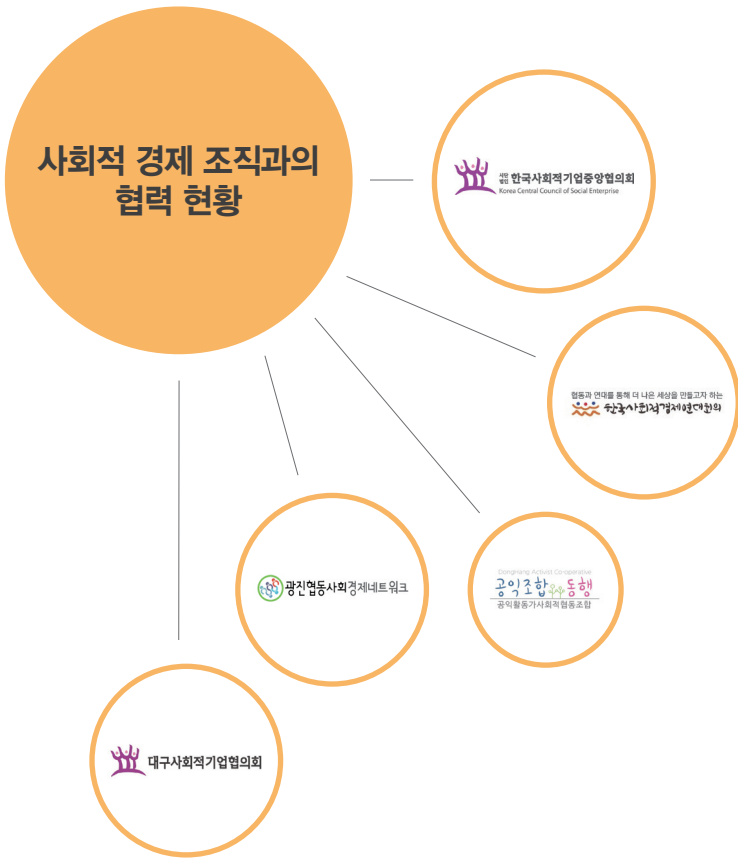 사회적 경제 조직과의
협력 현황
사단법인 한국사회적기업중앙협의회
Korea Central Council of Social Enterprise
협동과 연대를 통해 더 나은 세상을 만들고자 하는
한국사회적경제연대회의
Dongheng Activist Co-operative
공익조합 동행
공익활동가사회적협동조합
광진협동사회경제네트워크
대구사회적기업협의회